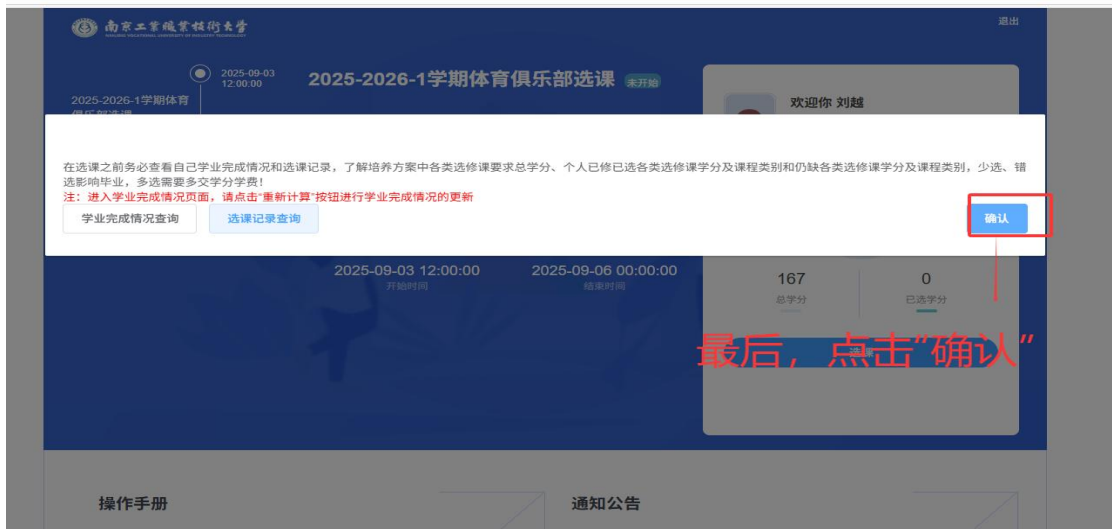 南京工业职业技术大学
退出
2025-09-03
12:00:00
2025-2026-1学期体育俱乐部选课 未开始
2025-2026-1学期体育
俱乐部选课
欢迎你 刘越
在选课之前务必查看自己学业完成情况和选课记录，了解培养方案中各类选修课要求总学分、个人已修已选各类选修课学分及课程类别和仍缺各类选修课学分及课程类别，少选、错
选影响毕业，多选需要多交学分学费!
注：进入学业完成情况页面，请点击“重新计算”按钮进行学业完成情况的更新
学业完成情况查询 选课记录查询 确认
2025-09-03 12:00:00 2025-09-06 00:00:00
开始时间 结束时间
167 0
总学分 已选学分
选课
最后，点击“确认”
操作手册 通知公告